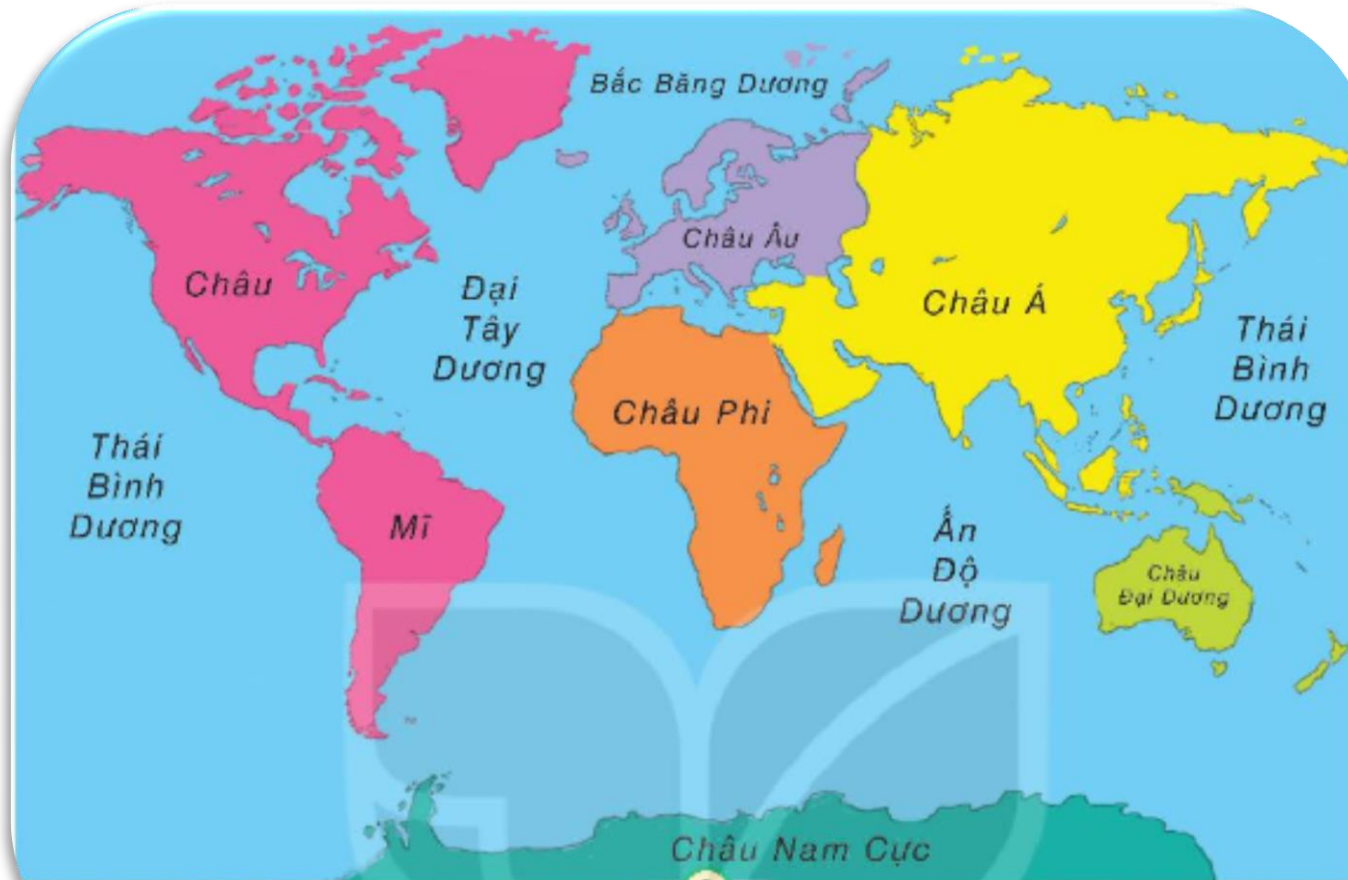 Bắc Băng Dương
Châu Âu
Châu
Đại
Tây
Dương
Châu Á
Thái
Bình
Dương
Châu Phi
Thái
Bình
Dương
Mĩ
Ấn
Độ
Dương
Châu
Đại Dương
Châu Nam Cực